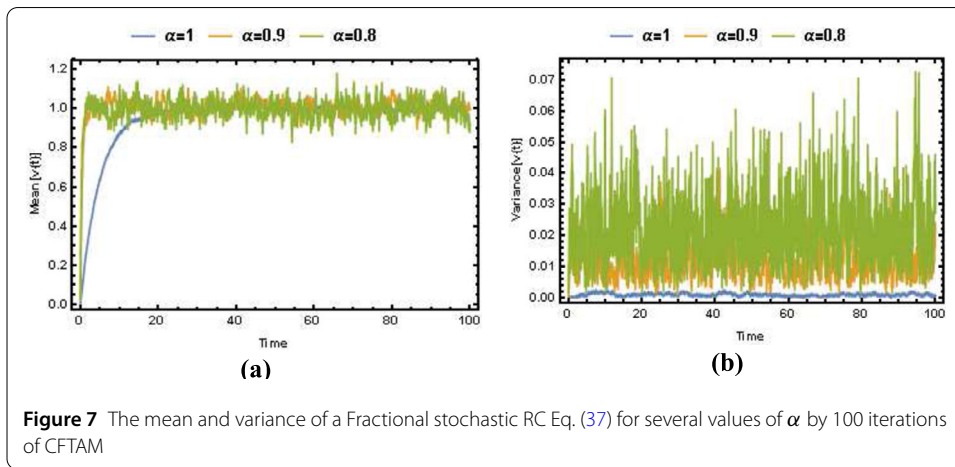 α=1 α=0.9 α=0.8
1.2
1.0
0.8
0.6
0.4
0.2
0.0
Mean [v(t)]
0 20 40 60 80 100
Time
(a)
α=1 α=0.9 α=0.8
0.07
0.06
0.05
0.04
0.03
0.02
0.01
0.00
Variance[v(t)]
0 20 40 60 80 100
Time
(b)
Figure 7 The mean and variance of a Fractional stochastic RC Eq. (37) for several values of α by 100 iterations
of CFTAM